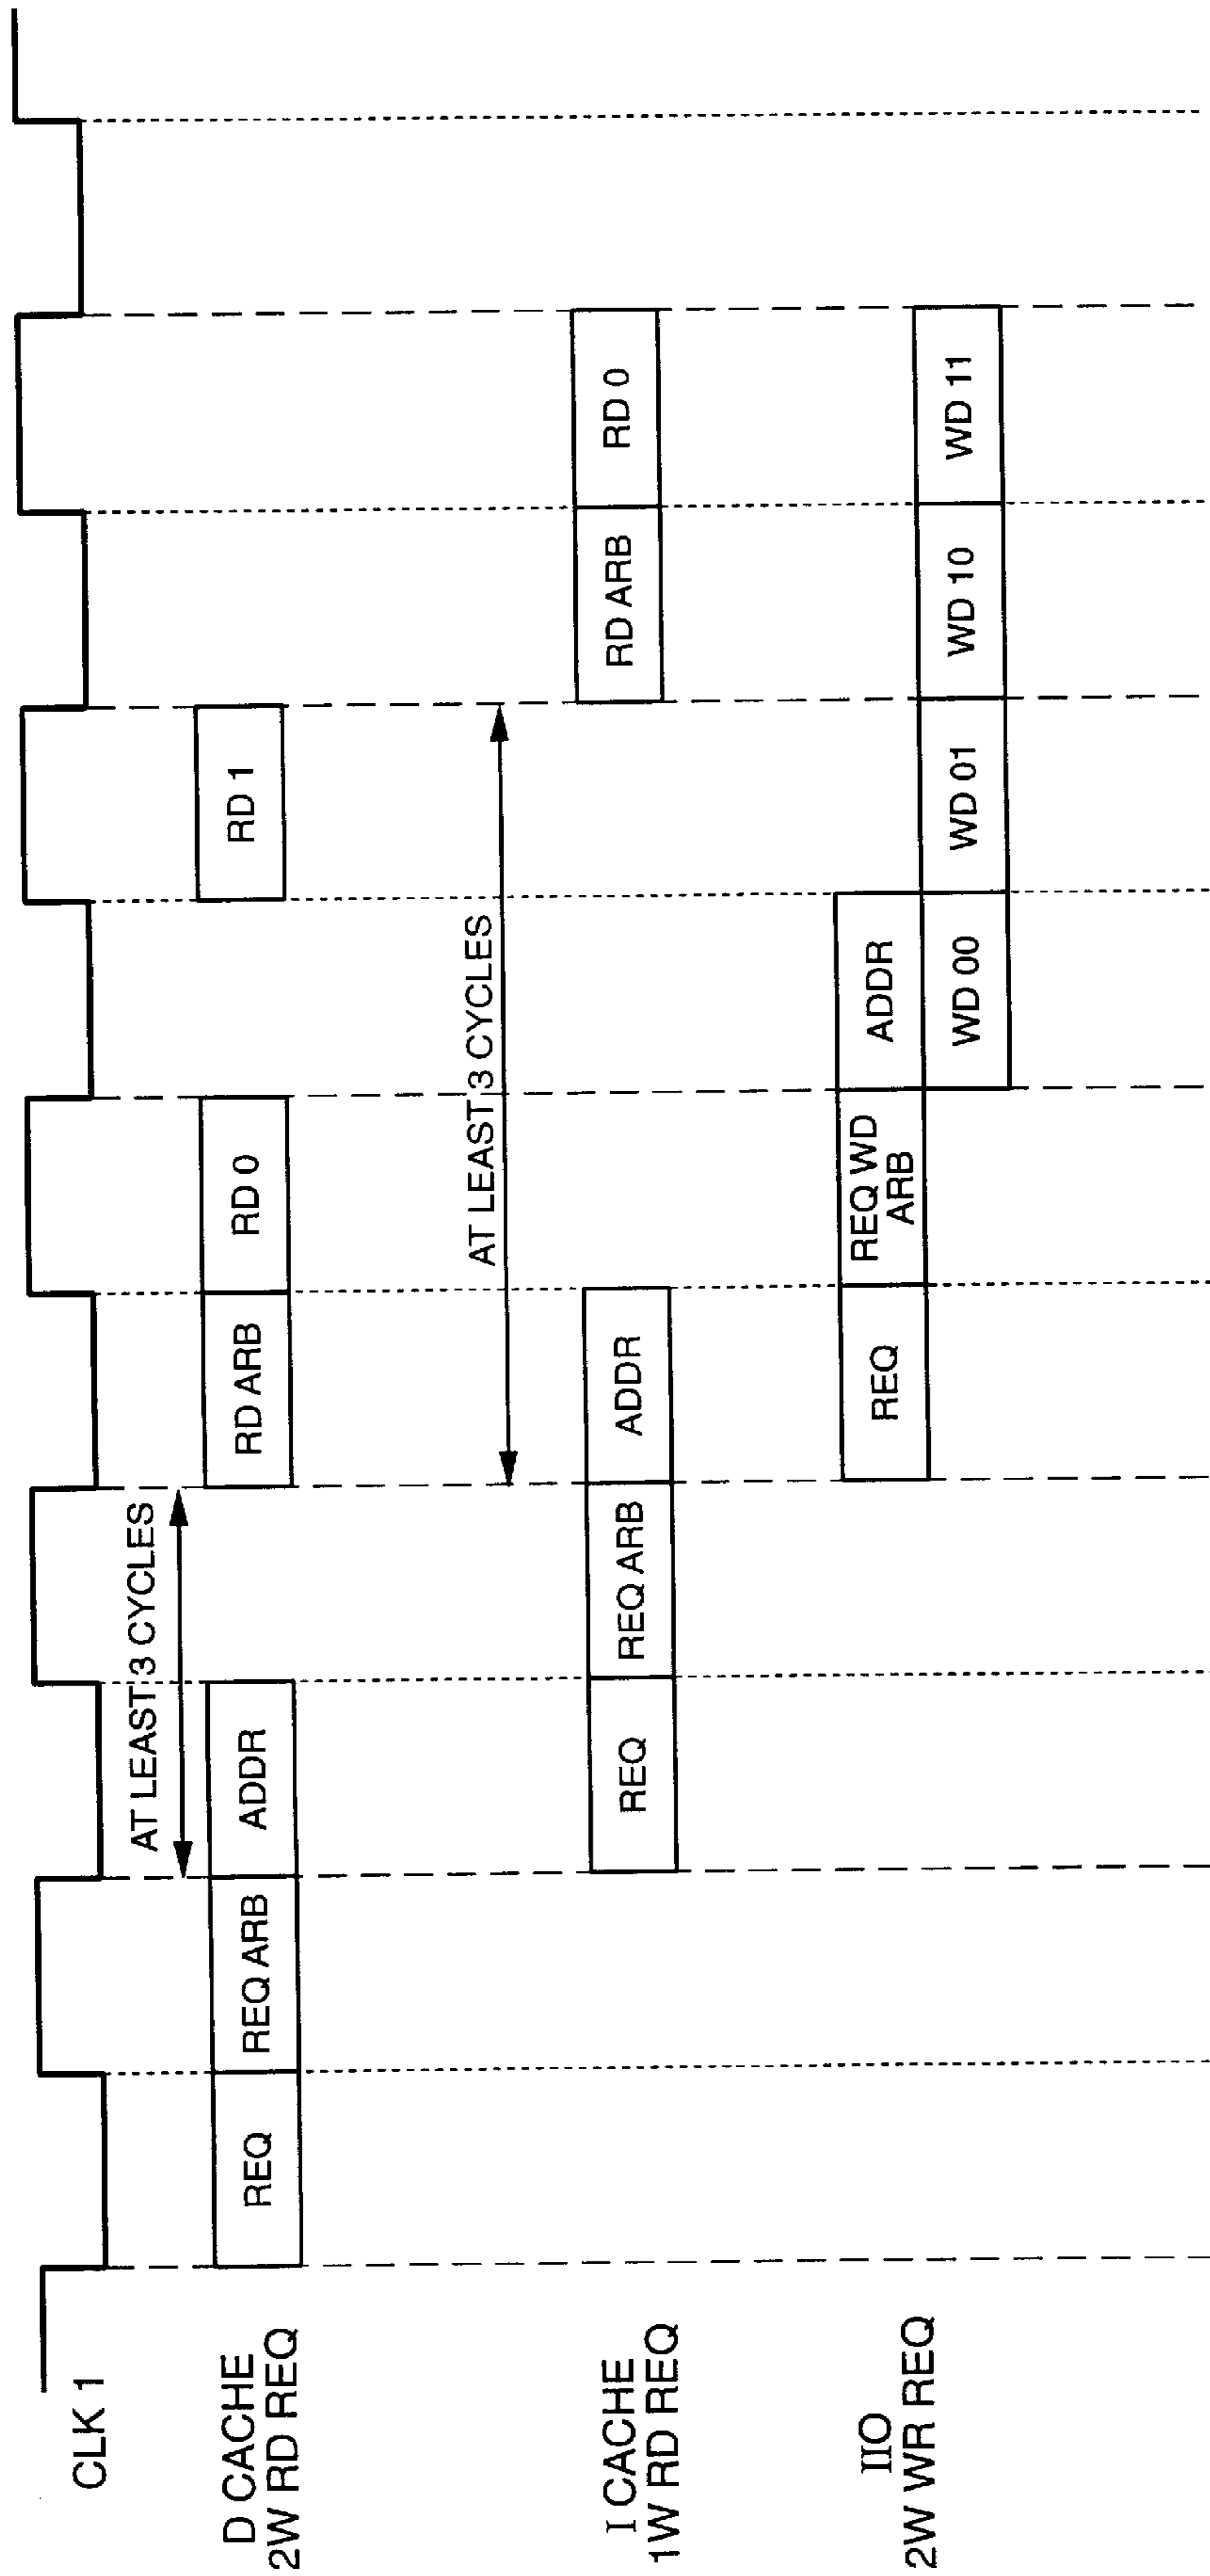 CLK 1
D CACHE
2W RD REQ
REQ
REQ ARB
ADDR
AT LEAST 3 CYCLES
RD ARB
RD 0
RD 1
I CACHE
1W RD REQ
REQ
REQ ARB
ADDR
AT LEAST 3 CYCLES
RD ARB
RD 0
IIO
2W WR REQ
REQ
REQ WD
ARB
ADDR
WD 00
WD 01
WD 10
WD 11